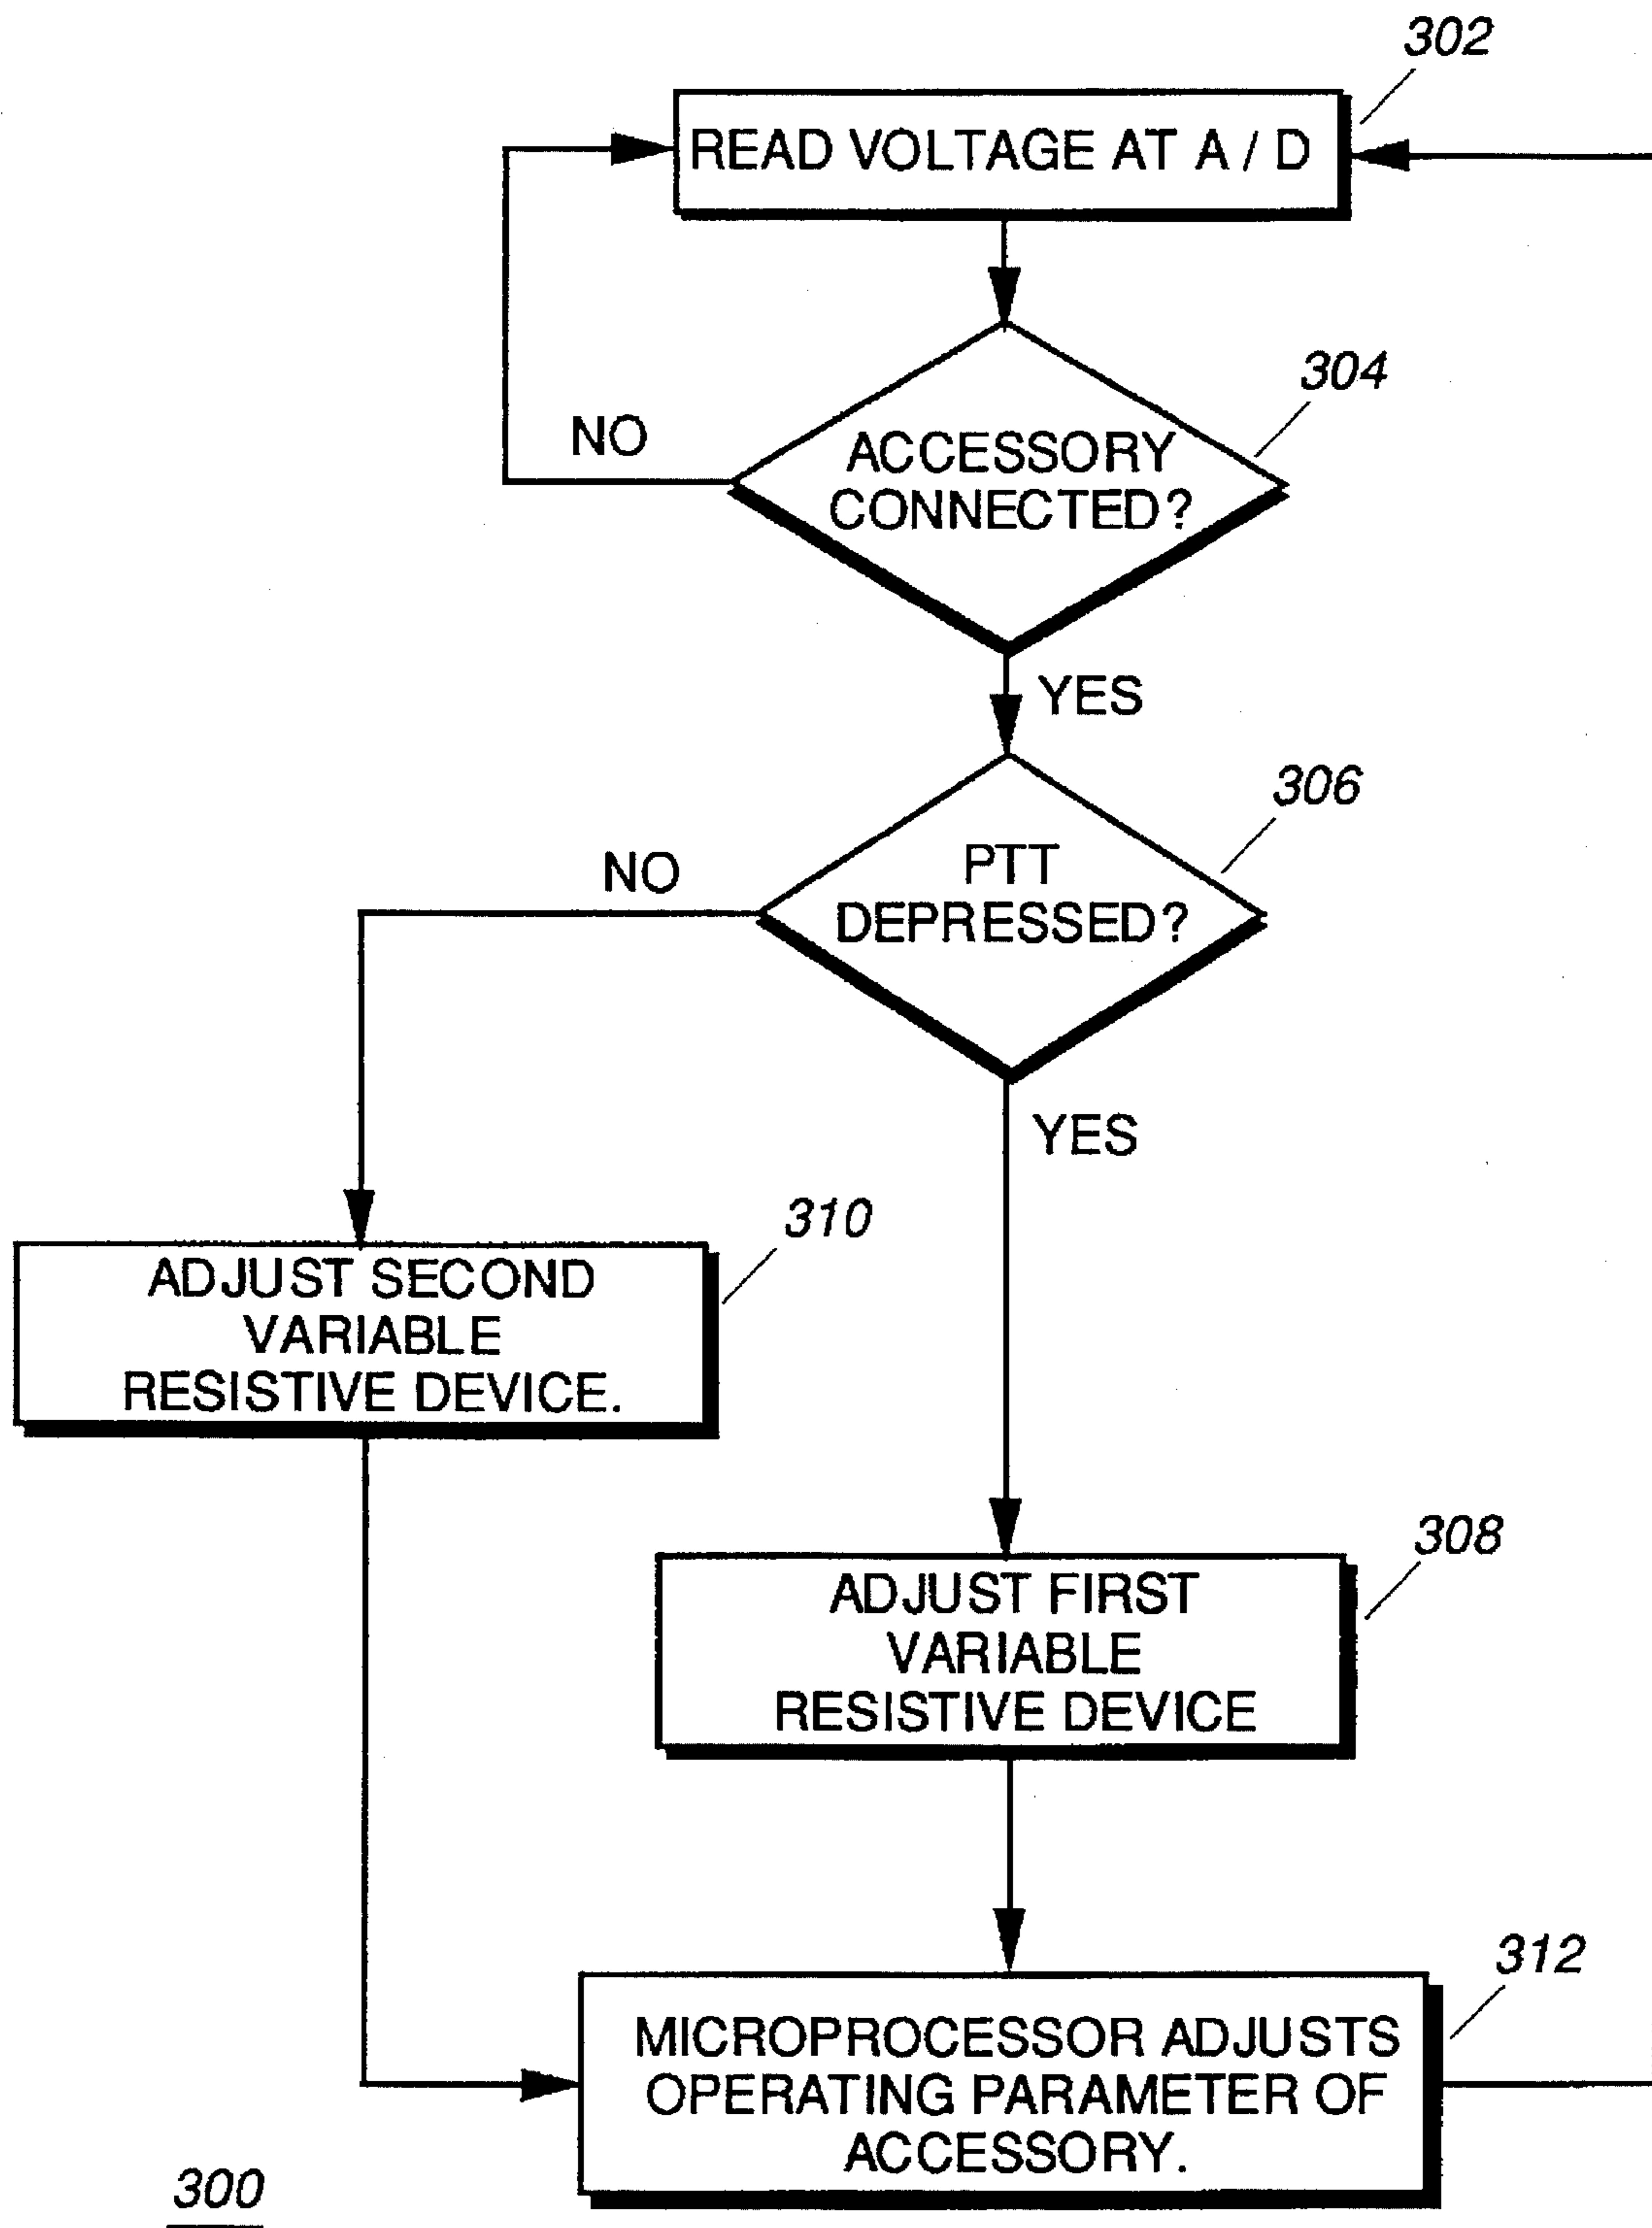 302
READ VOLTAGE AT A / D
304
ACCESSORY
CONNECTED?
NO
YES
306
PTT
DEPRESSED?
NO
YES
310
ADJUST SECOND
VARIABLE
RESISTIVE DEVICE.
308
ADJUST FIRST
VARIABLE
RESISTIVE DEVICE
312
MICROPROCESSOR ADJUSTS
OPERATING PARAMETER OF
ACCESSORY.
300